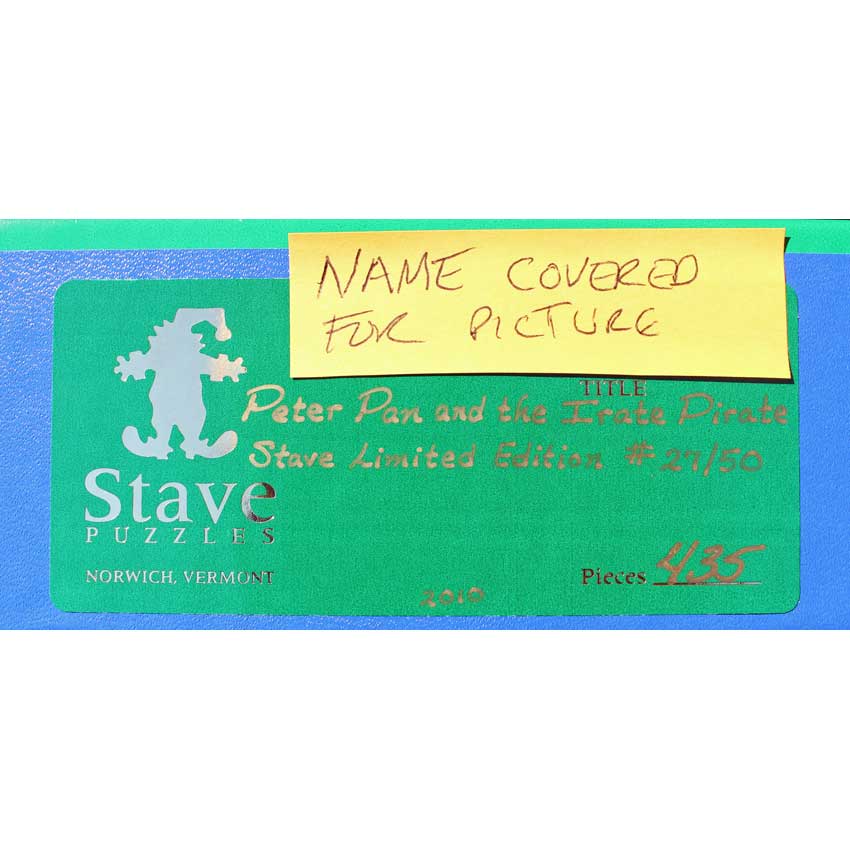 NAME COVERED
FOR PICTURE
TITLE
Peter Pan and the Irate Pirate
Stave Limited Edition # 27/50
Stave
PUZZLES
NORWICH, VERMONT
Pieces 435
2010